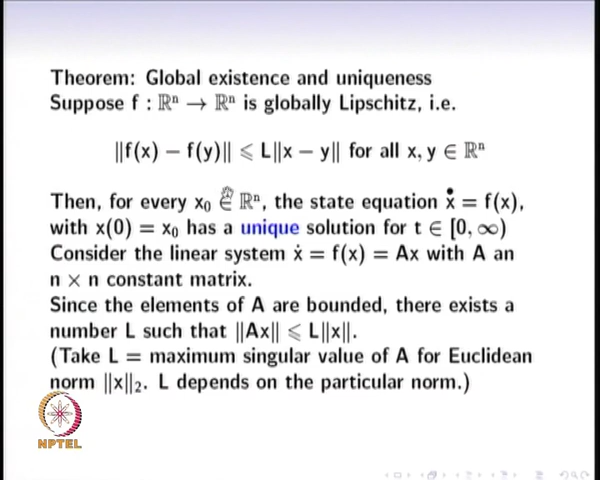 Theorem: Global existence and uniqueness
Suppose f : ℝⁿ → ℝⁿ is globally Lipschitz, i.e.
‖f(x) − f(y)‖ ⩽ L‖x − y‖ for all x, y ∈ ℝⁿ
Then, for every x₀ ∈ ℝⁿ, the state equation ẋ = f(x),
with x(0) = x₀ has a unique solution for t ∈ [0, ∞)
Consider the linear system ẋ = f(x) = Ax with A an
n × n constant matrix.
Since the elements of A are bounded, there exists a
number L such that ‖Ax‖ ⩽ L‖x‖.
(Take L = maximum singular value of A for Euclidean
norm ‖x‖₂. L depends on the particular norm.)
NPTEL